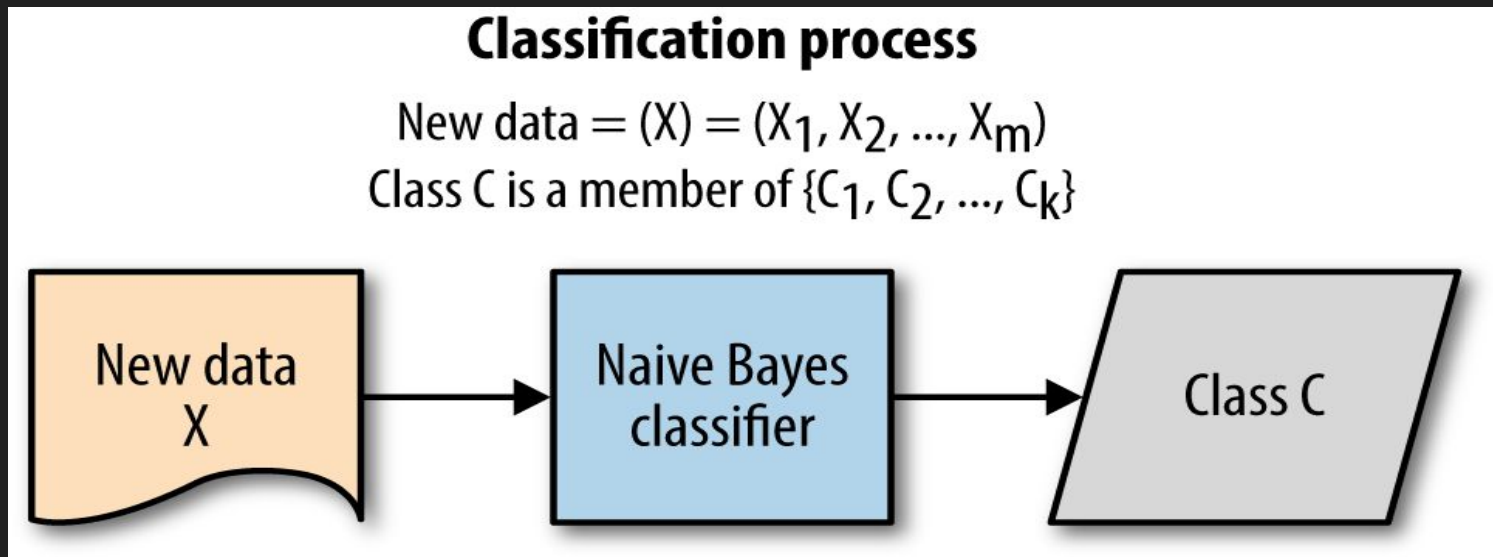 Classification process
New data = (X) = (X1, X2, ..., Xm)
Class C is a member of {C1, C2, ..., Ck}
New data
X
Naive Bayes
classifier
Class C